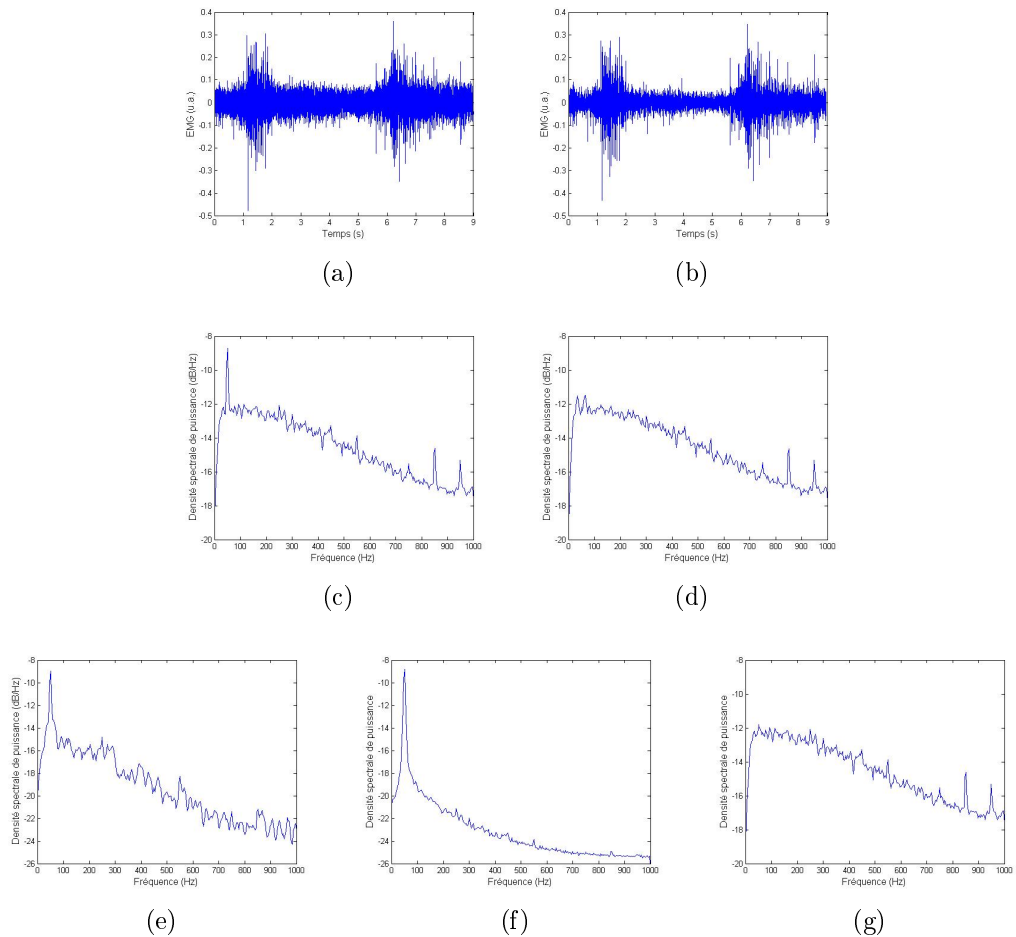 EMG (u.a.)
0.4
0.3
0.2
0.1
0
-0.1
-0.2
-0.3
-0.4
-0.5
0 1 2 3 4 5 6 7 8 9
Temps (s)
(a)
EMG (u.a.)
0.4
0.3
0.2
0.1
0
-0.1
-0.2
-0.3
-0.4
-0.5
0 1 2 3 4 5 6 7 8 9
Temps (s)
(b)
Densité spectrale de puissance (dB/Hz)
-8
-10
-12
-14
-16
-18
-20
0 100 200 300 400 500 600 700 800 900 1000
Fréquence (Hz)
(c)
Densité spectrale de puissance (dB/Hz)
-8
-10
-12
-14
-16
-18
-20
0 100 200 300 400 500 600 700 800 900 1000
Fréquence (Hz)
(d)
Densité spectrale de puissance (dB/Hz)
-8
-10
-12
-14
-16
-18
-20
-22
-24
-26
0 100 200 300 400 500 600 700 800 900 1000
Fréquence (Hz)
(e)
Densité spectrale de puissance
-8
-10
-12
-14
-16
-18
-20
-22
-24
-26
0 100 200 300 400 500 600 700 800 900 1000
Fréquence (Hz)
(f)
Densité spectrale de puissance
-8
-10
-12
-14
-16
-18
-20
0 100 200 300 400 500 600 700 800 900 1000
Fréquence (Hz)
(g)